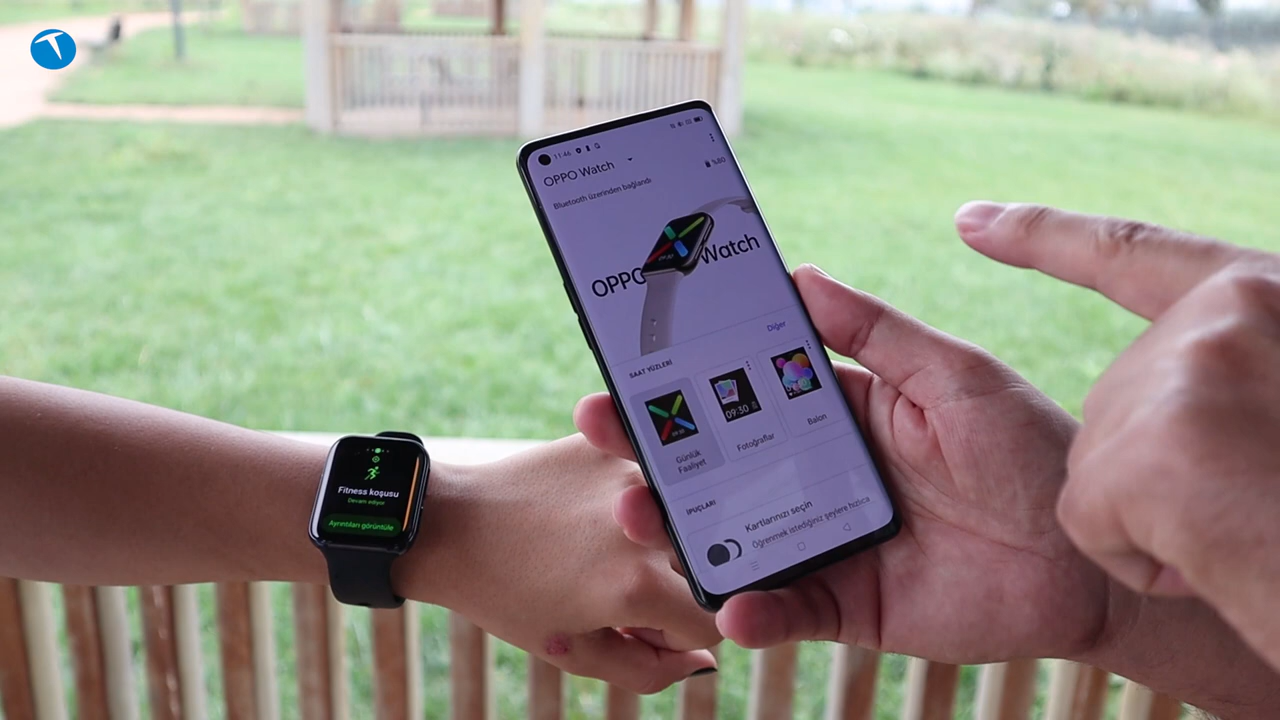 11:46
OPPO Watch
%60
Bluetooth üzerinden bağlandı
OPPO Watch
Diğer
SAAT YÜZLERİ
09:30
Günlük
Faaliyet
Fotoğraflar
Balon
İPUÇLARI
Kartlarınızı seçin
Öğrenmek istediğiniz şeylere hızlıca
Fitness koşusu
Devam ediyor
Ayrıntıları görüntüle